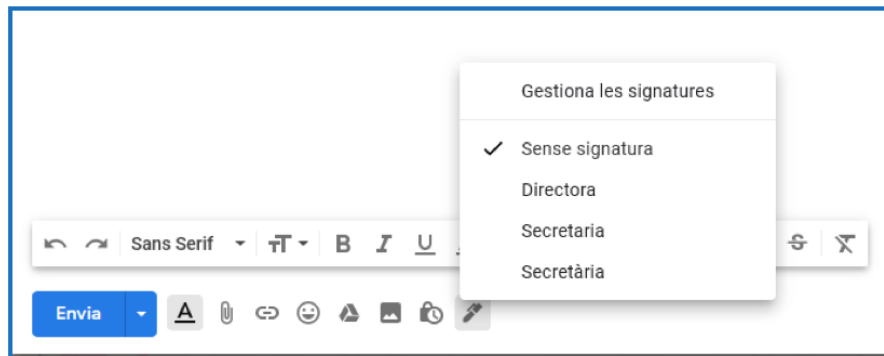 Gestiona les signatures
Sense signatura
Directora
Secretaria
Secretària
Sans Serif
B I U
Envia
A